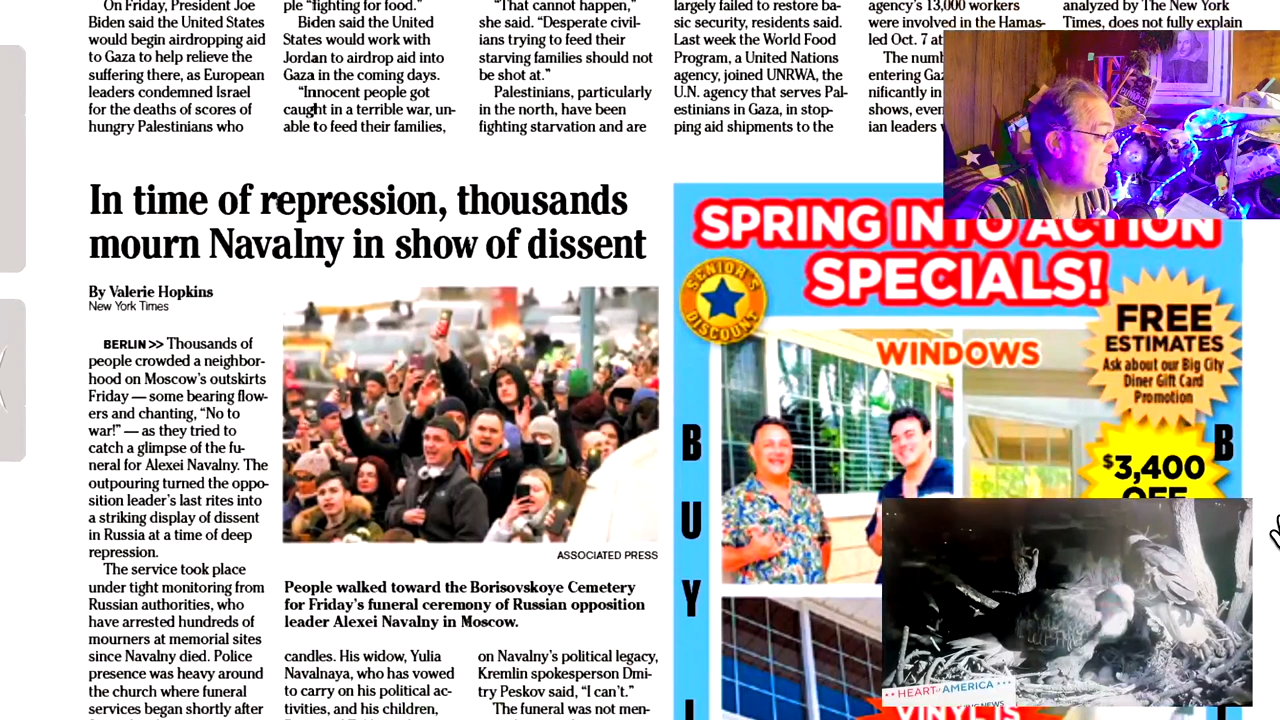 On Friday, President Joe
Biden said the United States
would begin airdropping aid
to Gaza to help relieve the
suffering there, as European
leaders condemned Israel
for the deaths of scores of
hungry Palestinians who
ple “fighting for food.”
Biden said the United
States would work with
Jordan to airdrop aid into
Gaza in the coming days.
“Innocent people got
caught in a terrible war, un-
able to feed their families,
“That cannot happen,”
she said. “Desperate civil-
ians trying to feed their
starving families should not
be shot at.”
Palestinians, particularly
in the north, have been
fighting starvation and are
largely failed to restore ba-
sic security, residents said.
Last week the World Food
Program, a United Nations
agency, joined UNRWA, the
U.N. agency that serves Pal-
estinians in Gaza, in stop-
ping aid shipments to the
agency’s 13,000 workers
were involved in the Hamas-
led Oct. 7 at
The numb
entering Gaz
nificantly in
shows, even
ian leaders
analyzed by The New York
Times, does not fully explain
PUMPED
In time of repression, thousands
mourn Navalny in show of dissent
By Valerie Hopkins
New York Times
BERLIN >> Thousands of
people crowded a neighbor-
hood on Moscow’s outskirts
Friday — some bearing flow-
ers and chanting, “No to
war!” — as they tried to
catch a glimpse of the fu-
neral for Alexei Navalny. The
outpouring turned the oppo-
sition leader’s last rites into
a striking display of dissent
in Russia at a time of deep
repression.
The service took place
under tight monitoring from
Russian authorities, who
have arrested hundreds of
mourners at memorial sites
since Navalny died. Police
presence was heavy around
the church where funeral
services began shortly after
ASSOCIATED PRESS
People walked toward the Borisovskoye Cemetery
for Friday’s funeral ceremony of Russian opposition
leader Alexei Navalny in Moscow.
candles. His widow, Yulia
Navalnaya, who has vowed
to carry on his political ac-
tivities, and his children,
on Navalny’s political legacy,
Kremlin spokesperson Dmi-
try Peskov said, “I can’t.”
The funeral was not men-
SPRING INTO ACTION
SPECIALS!
SENIOR'S
DISCOUNT
WINDOWS
FREE
ESTIMATES
Ask about our Big City
Diner Gift Card
Promotion
$3,400
OFF
B
U
Y
B
HEART OF AMERICA
VINYL IS